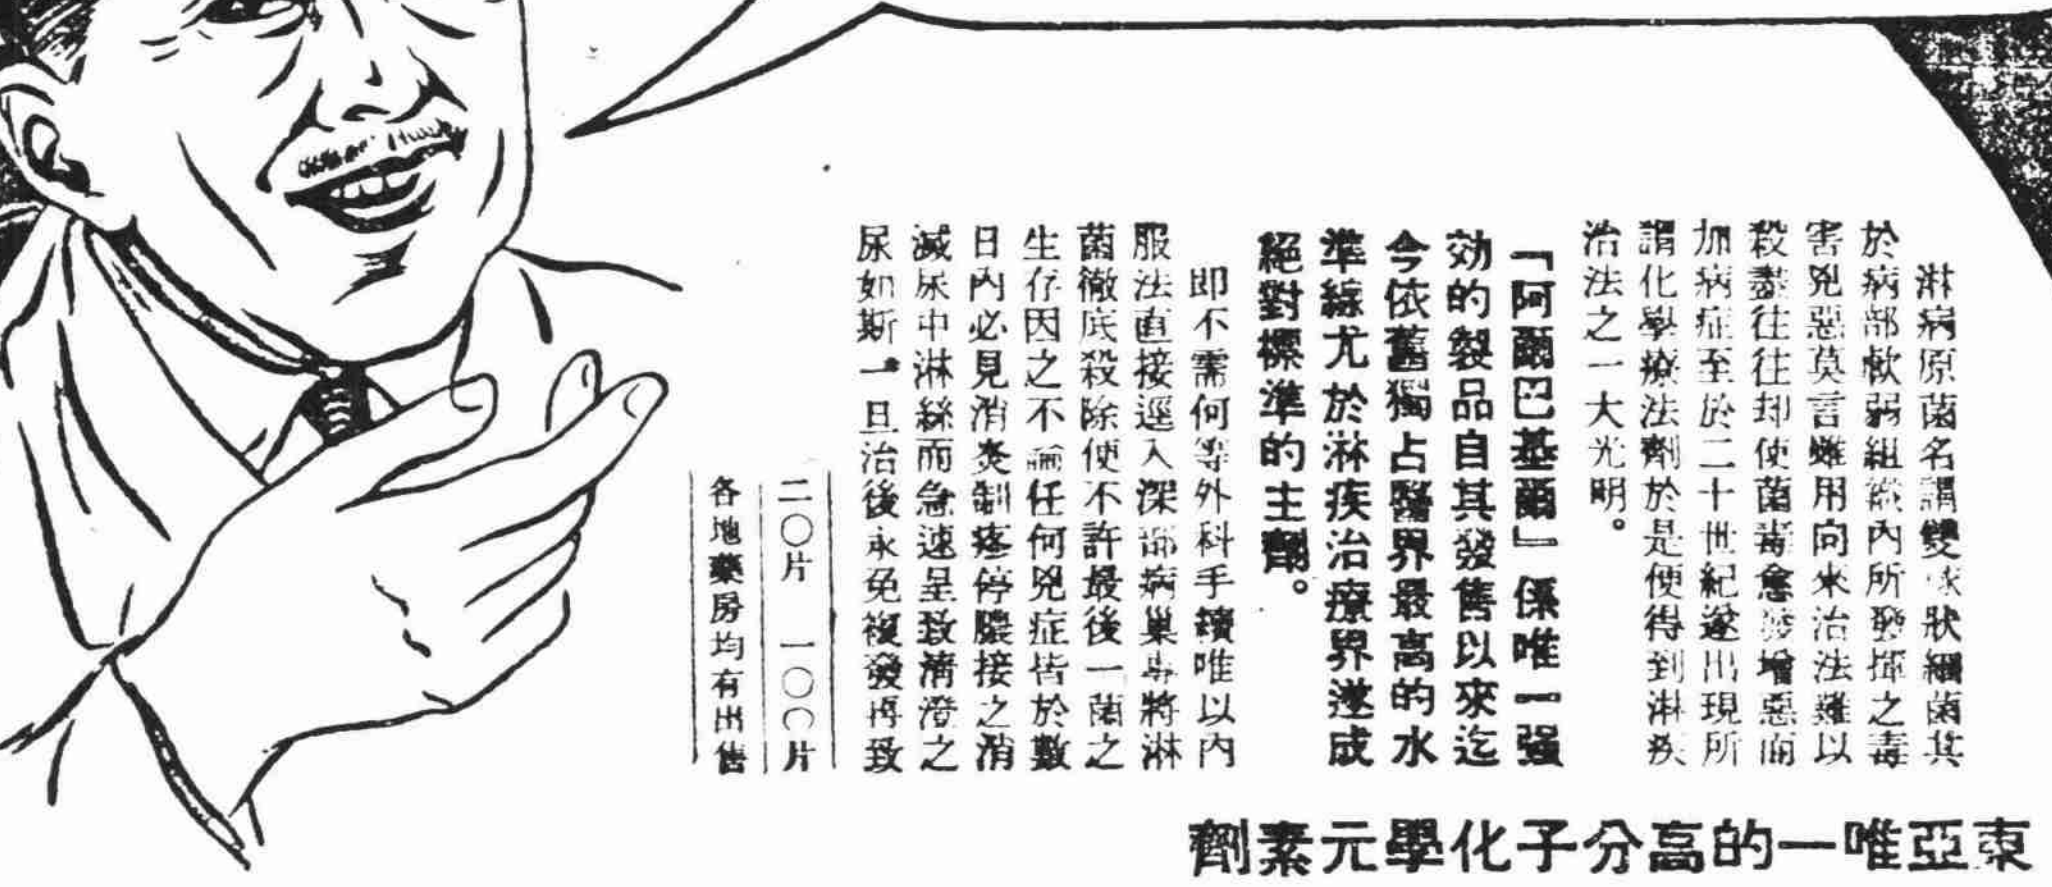 淋病原菌名謂雙球狀細菌其
於病部軟弱組織內所發揮之毒
害兇惡莫言雖用向來治法難以
殺盡往往却使菌毒愈發增惡而
加病症至於二十世紀遂出現所
謂化學療法劑於是便得到淋疾
治法之一大光明。
「阿爾巴基爾」係唯一强
効的製品自其發售以來迄
今依舊獨占醫界最高的水
準線尤於淋疾治療界遂成
絕對標準的主劑。
即不需何等外科手續唯以內
服法直接逕入深部病巢專將淋
菌徹底殺除便不許最後一菌之
生存因之不論任何兇症皆於數
日內必見消炎制疼停膿接之消
滅尿中淋絲而急速呈致清澄之
尿如斯一旦治後永免複發再致
二〇片 一〇〇片
各地藥房均有出售
東亞唯一的高分子化學元素劑